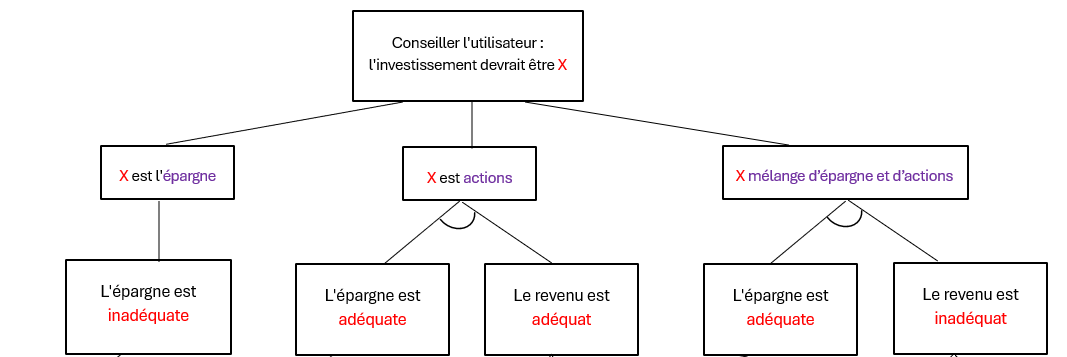 Conseiller l'utilisateur :
l'investissement devrait être X
X est l'épargne
X est actions
X mélange d'épargne et d'actions
L'épargne est
inadéquate
L'épargne est
adéquate
Le revenu est
adéquat
L'épargne est
adéquate
Le revenu est
inadéquat